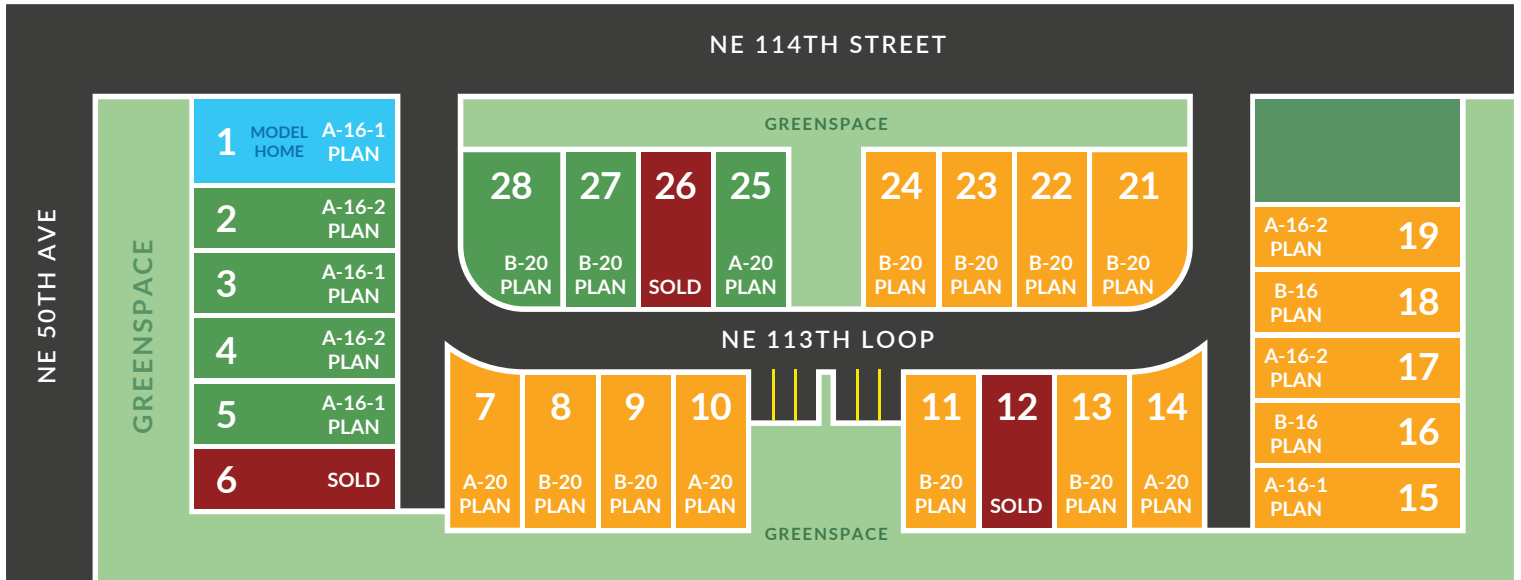 NE 114TH STREET
NE 50TH AVE
GREENSPACE
1 MODEL HOME A-16-1 PLAN
2 A-16-2 PLAN
3 A-16-1 PLAN
4 A-16-2 PLAN
5 A-16-1 PLAN
6 SOLD
GREENSPACE
28 B-20 PLAN
27 B-20 PLAN
26 SOLD
25 A-20 PLAN
24 B-20 PLAN
23 B-20 PLAN
22 B-20 PLAN
21 B-20 PLAN
NE 113TH LOOP
7 A-20 PLAN
8 B-20 PLAN
9 B-20 PLAN
10 A-20 PLAN
11 B-20 PLAN
12 SOLD
13 B-20 PLAN
14 A-20 PLAN
GREENSPACE
A-16-2 PLAN 19
B-16 PLAN 18
A-16-2 PLAN 17
B-16 PLAN 16
A-16-1 PLAN 15